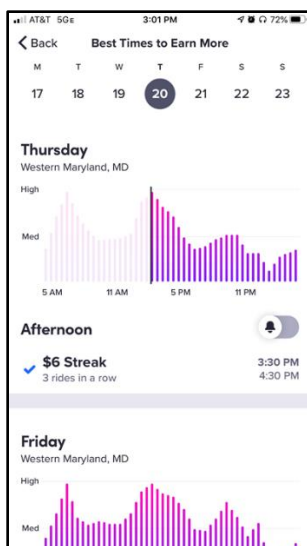 AT&T 5GE 3:01 PM 72%
Back Best Times to Earn More
M T W T F S S
17 18 19 20 21 22 23
Thursday
Western Maryland, MD
High
Med
5 AM 11 AM 5 PM 11 PM
Afternoon
$6 Streak 3:30 PM
3 rides in a row 4:30 PM
Friday
Western Maryland, MD
High
Med